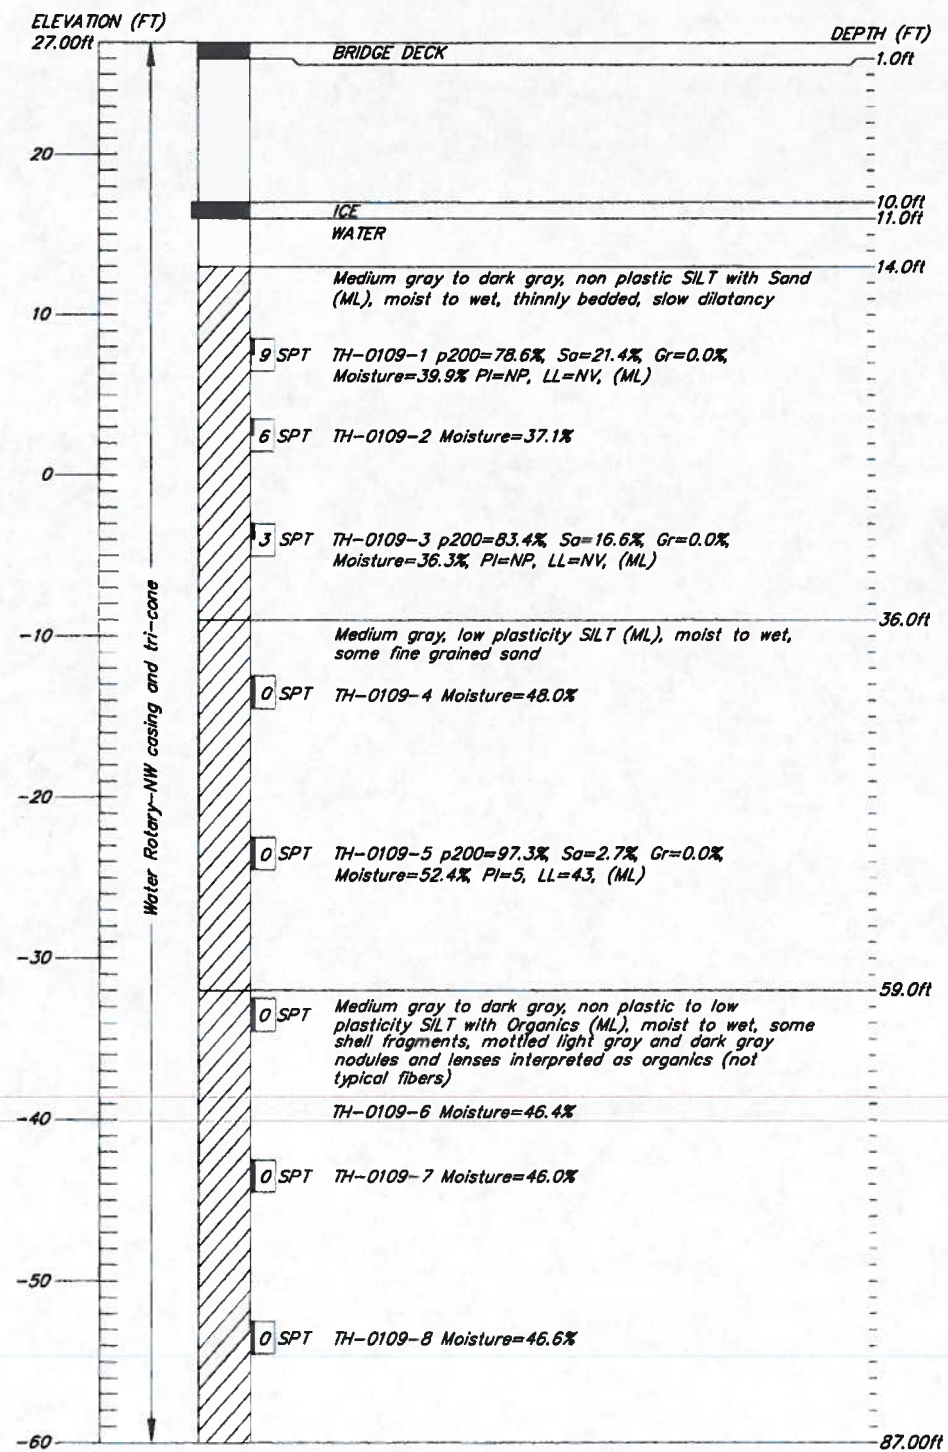 ELEVATION (FT)
DEPTH (FT)
27.00ft
BRIDGE DECK
1.0ft
20
10.0ft
ICE
11.0ft
WATER
14.0ft
Medium gray to dark gray, non plastic SILT with Sand
(ML), moist to wet, thinly bedded, slow dilatancy
10
9 SPT TH-0109-1 p200=78.6%, Sa=21.4%, Gr=0.0%,
Moisture=39.9% PI=NP, LL=NV, (ML)
6 SPT TH-0109-2 Moisture=37.1%
0
3 SPT TH-0109-3 p200=83.4%, Sa=16.6%, Gr=0.0%,
Moisture=36.3%, PI=NP, LL=NV, (ML)
36.0ft
-10
Medium gray, low plasticity SILT (ML), moist to wet,
some fine grained sand
0 SPT TH-0109-4 Moisture=48.0%
Water Rotary-NW casing and tri-cone
-20
0 SPT TH-0109-5 p200=97.3%, Sa=2.7%, Gr=0.0%,
Moisture=52.4% PI=5, LL=43, (ML)
-30
59.0ft
0 SPT Medium gray to dark gray, non plastic to low
plasticity SILT with Organics (ML), moist to wet, some
shell fragments, mottled light gray and dark gray
nodules and lenses interpreted as organics (not
typical fibers)
TH-0109-6 Moisture=46.4%
-40
0 SPT TH-0109-7 Moisture=46.0%
-50
0 SPT TH-0109-8 Moisture=46.6%
-60
87.00ft